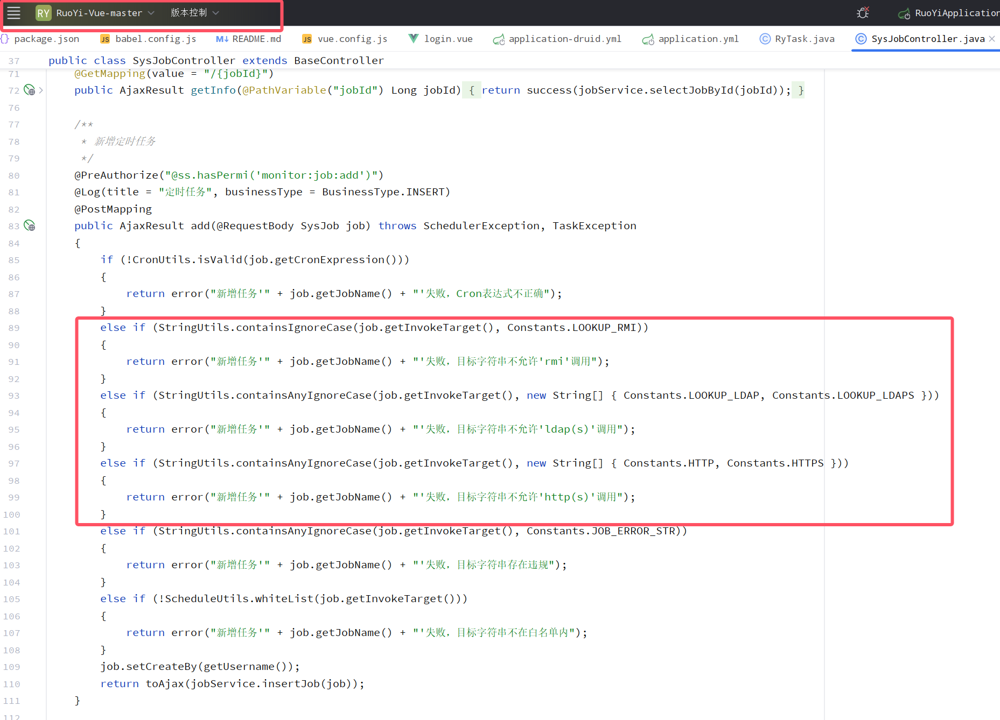 RY RuoYi-Vue-master 版本控制 RuoYiApplication
package.json JS babel.config.js M↓ README.md JS vue.config.js login.vue application-druid.yml application.yml RyTask.java SysJobController.java
37 public class SysJobController extends BaseController
71 @GetMapping(value = "/{jobId}")
72 public AjaxResult getInfo(@PathVariable("jobId") Long jobId) { return success(jobService.selectJobById(jobId)); }
76
77 /**
78 * 新增定时任务
79 */
80 @PreAuthorize("@ss.hasPermi('monitor:job:add')")
81 @Log(title = "定时任务", businessType = BusinessType.INSERT)
82 @PostMapping
83 public AjaxResult add(@RequestBody SysJob job) throws SchedulerException, TaskException
84 {
85 if (!CronUtils.isValid(job.getCronExpression()))
86 {
87 return error("新增任务'" + job.getJobName() + "'失败，Cron表达式不正确");
88 }
89 else if (StringUtils.containsIgnoreCase(job.getInvokeTarget(), Constants.LOOKUP_RMI))
90 {
91 return error("新增任务'" + job.getJobName() + "'失败，目标字符串不允许'rmi'调用");
92 }
93 else if (StringUtils.containsAnyIgnoreCase(job.getInvokeTarget(), new String[] { Constants.LOOKUP_LDAP, Constants.LOOKUP_LDAPS }))
94 {
95 return error("新增任务'" + job.getJobName() + "'失败，目标字符串不允许'ldap(s)'调用");
96 }
97 else if (StringUtils.containsAnyIgnoreCase(job.getInvokeTarget(), new String[] { Constants.HTTP, Constants.HTTPS }))
98 {
99 return error("新增任务'" + job.getJobName() + "'失败，目标字符串不允许'http(s)'调用");
100 }
101 else if (StringUtils.containsAnyIgnoreCase(job.getInvokeTarget(), Constants.JOB_ERROR_STR))
102 {
103 return error("新增任务'" + job.getJobName() + "'失败，目标字符串存在违规");
104 }
105 else if (!ScheduleUtils.whiteList(job.getInvokeTarget()))
106 {
107 return error("新增任务'" + job.getJobName() + "'失败，目标字符串不在白名单内");
108 }
109 job.setCreateBy(getUsername());
110 return toAjax(jobService.insertJob(job));
111 }
112